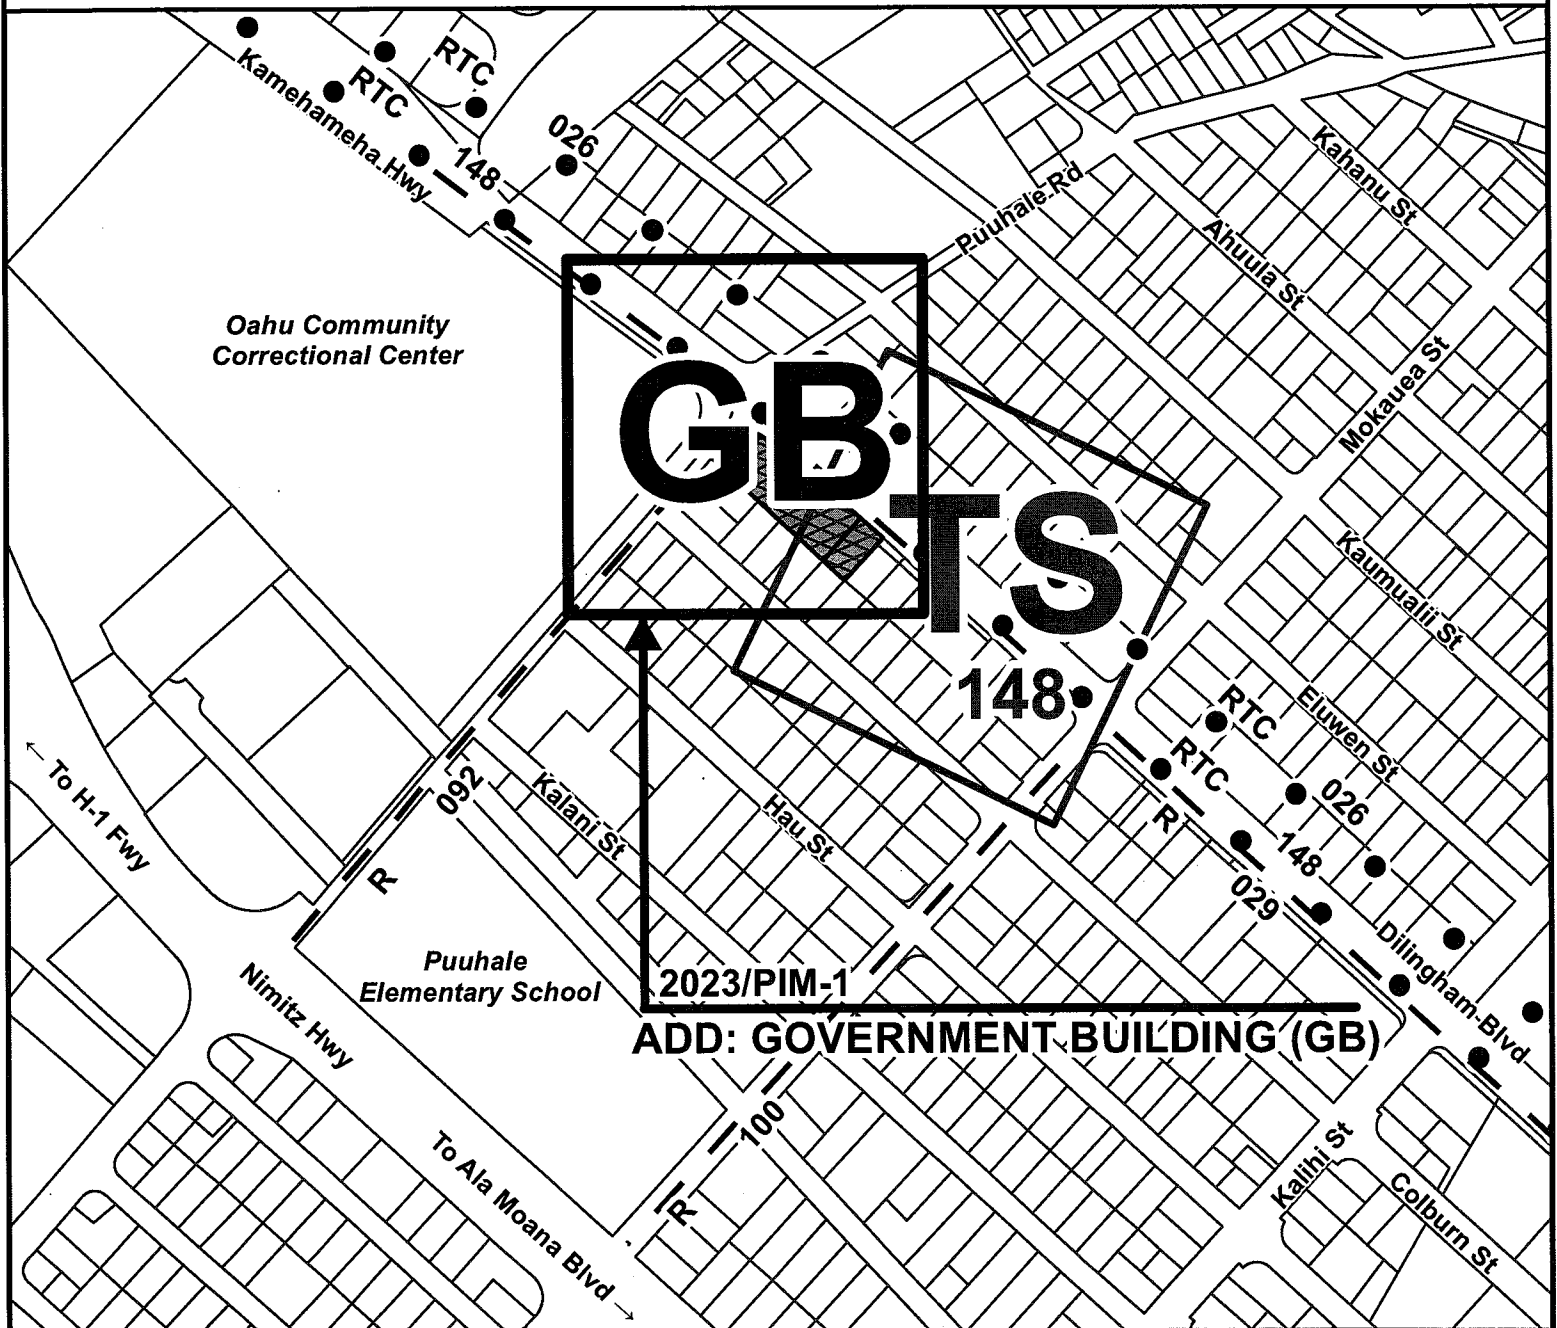 RTC
RTC
Kamehameha Hwy
148
026
Puuhale Rd
Kahanu St
Ahuula St
Mokauea St
Oahu Community
Correctional Center
GB
TS
148
Kaumualii St
Eluwen St
RTC
RTC
R
026
148
029
Dilingham Blvd
To H-1 Fwy
092
R
Kalani St
Hau St
Puuhale
Elementary School
Nimitz Hwy
2023/PIM-1
ADD: GOVERNMENT BUILDING (GB)
100
R
To Ala Moana Blvd
Kalihi St
Colburn St